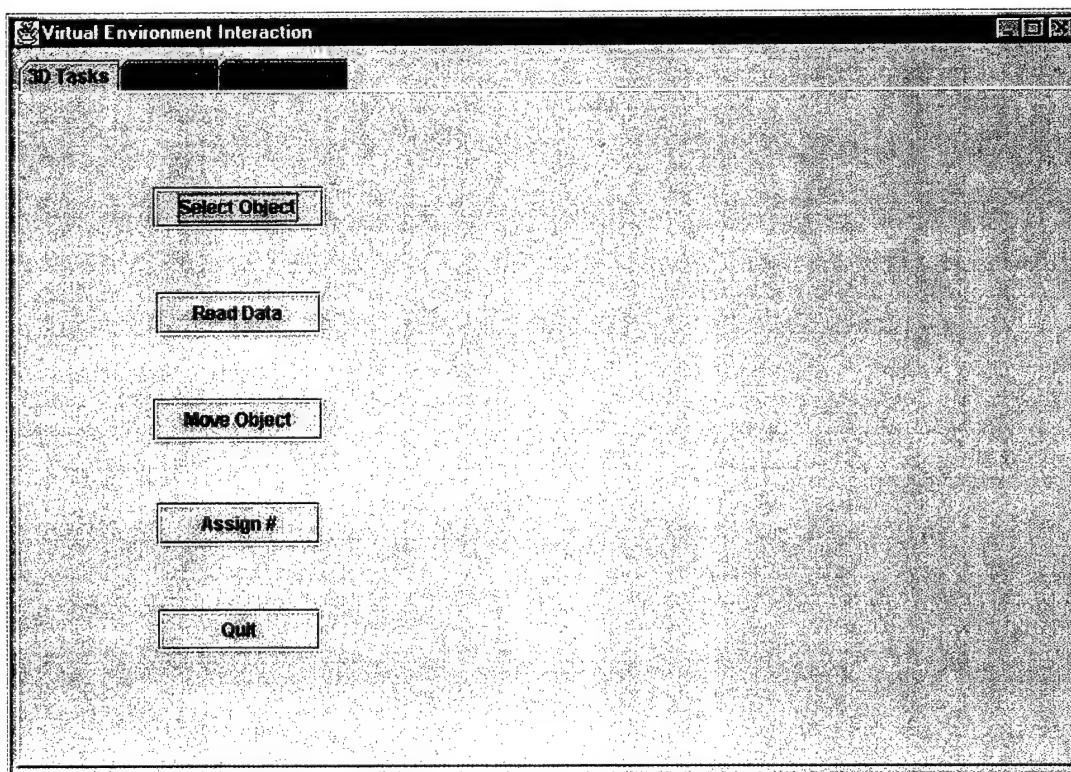 Virtual Environment Interaction
3D Tasks
Select Object
Read Data
Move Object
Assign #
Quit